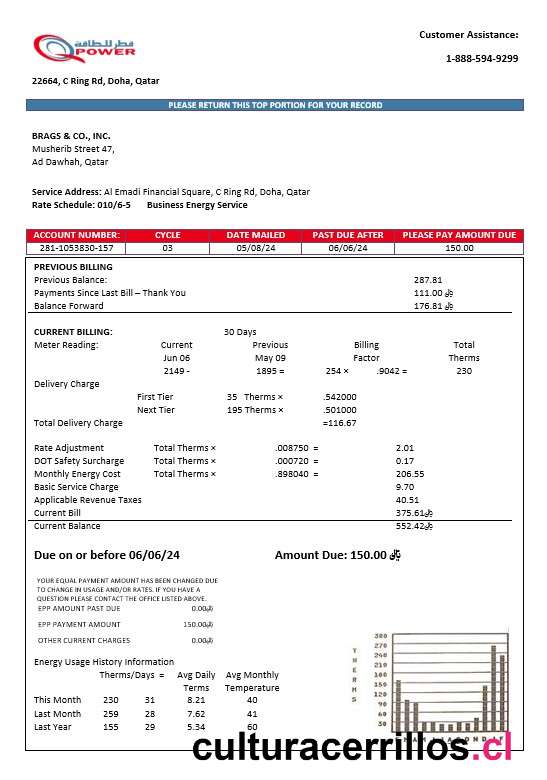 Customer Assistance:
قطر للطاقة
QPOWER
1-888-594-9299
22664, C Ring Rd, Doha, Qatar
PLEASE RETURN THIS TOP PORTION FOR YOUR RECORD
BRAGS & CO., INC.
Musherib Street 47,
Ad Dawhah, Qatar
Service Address: Al Emadi Financial Square, C Ring Rd, Doha, Qatar
Rate Schedule: 010/6-5 Business Energy Service
ACCOUNT NUMBER: CYCLE DATE MAILED PAST DUE AFTER PLEASE PAY AMOUNT DUE
281-1053830-157 03 05/08/24 06/06/24 150.00
PREVIOUS BILLING
Previous Balance: 287.81
Payments Since Last Bill – Thank You 111.00 ﷼
Balance Forward 176.81 ﷼
CURRENT BILLING: 30 Days
Meter Reading: Current Previous Billing Total
Jun 06 May 09 Factor Therms
2149 - 1895 = 254 × .9042 = 230
Delivery Charge
First Tier 35 Therms × .542000
Next Tier 195 Therms × .501000
Total Delivery Charge =116.67
Rate Adjustment Total Therms × .008750 = 2.01
DOT Safety Surcharge Total Therms × .000720 = 0.17
Monthly Energy Cost Total Therms × .898040 = 206.55
Basic Service Charge 9.70
Applicable Revenue Taxes 40.51
Current Bill 375.61﷼
Current Balance 552.42﷼
Due on or before 06/06/24 Amount Due: 150.00 ﷼
YOUR EQUAL PAYMENT AMOUNT HAS BEEN CHANGED DUE
TO CHANGE IN USAGE AND/OR RATES. IF YOU HAVE A
QUESTION PLEASE CONTACT THE OFFICE LISTED ABOVE.
EPP AMOUNT PAST DUE 0.00﷼
EPP PAYMENT AMOUNT 150.00﷼
OTHER CURRENT CHARGES 0.00﷼
Energy Usage History Information
Therms/Days = Avg Daily Avg Monthly
Terms Temperature
This Month 230 31 8.21 40
Last Month 259 28 7.62 41
Last Year 155 29 5.34 60
300
270
240
210
180
150
120
90
60
30
culturacerrillos.cl